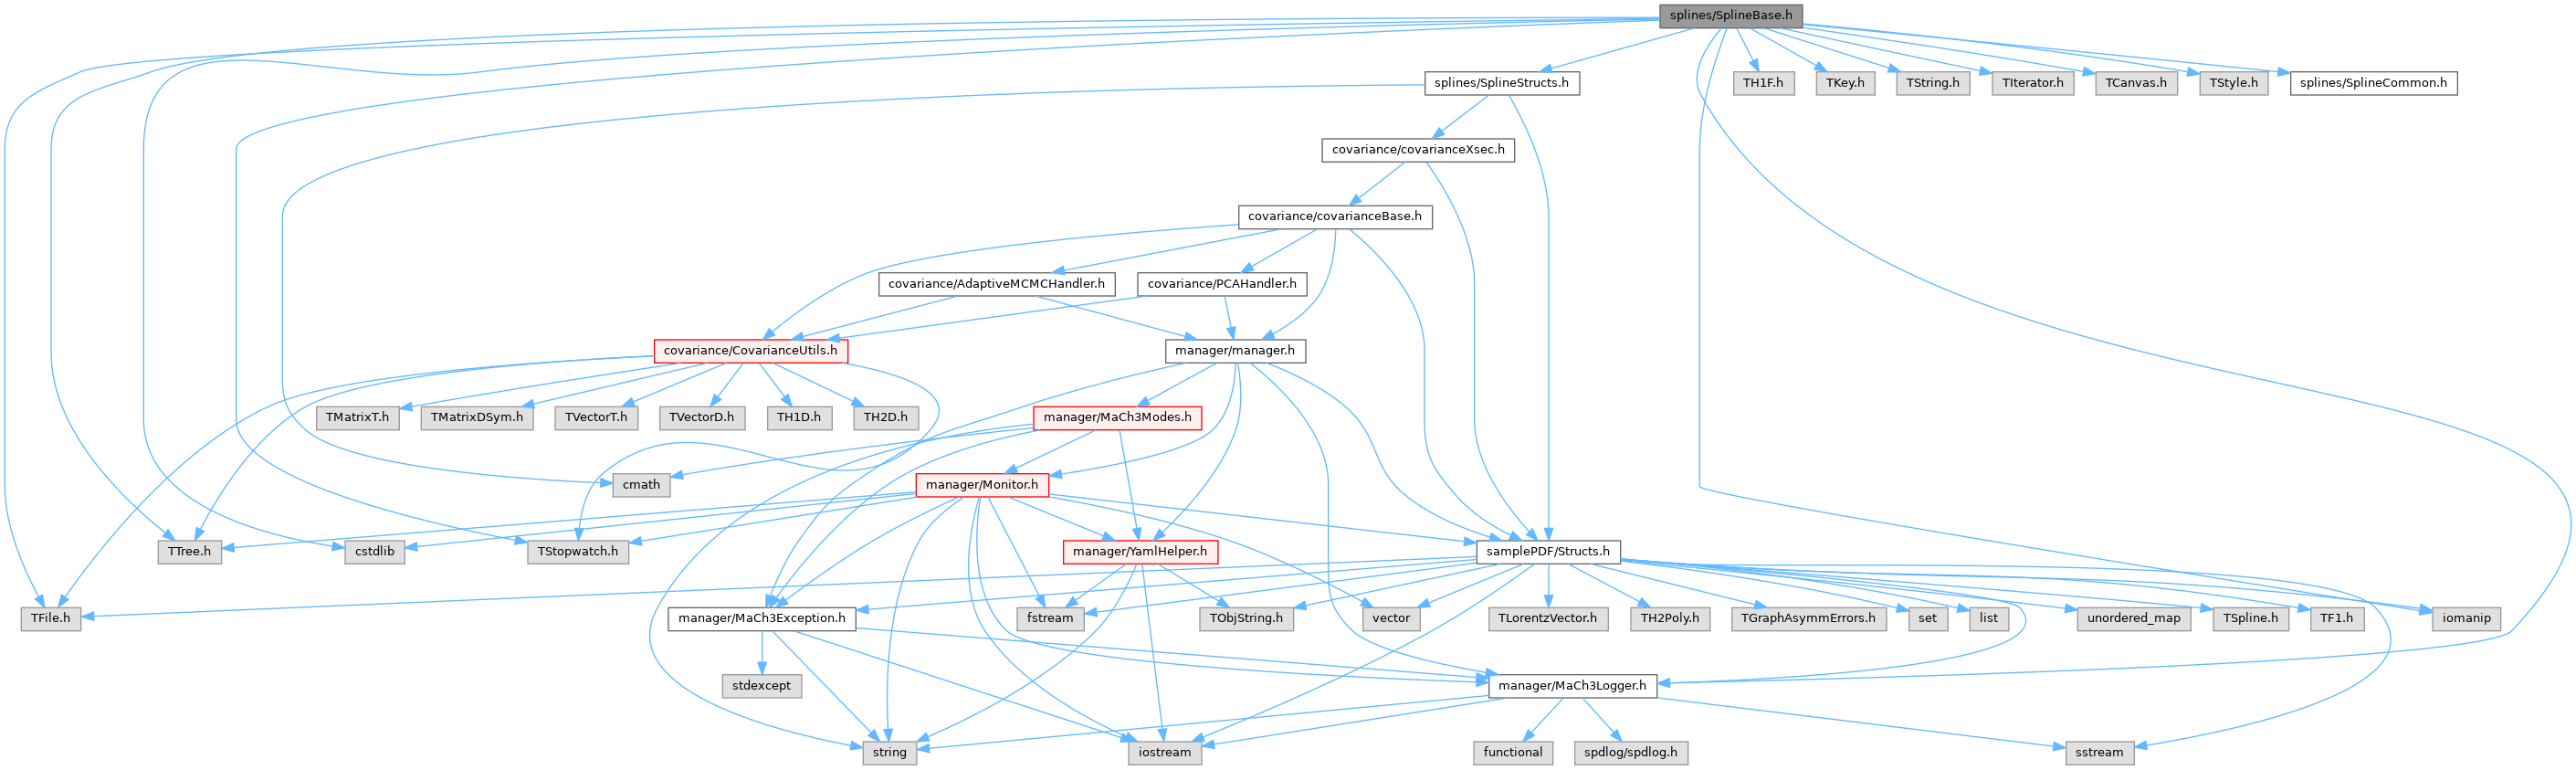 splines/SplineBase.h
splines/SplineStructs.h
TH1F.h
TKey.h
TString.h
TIterator.h
TCanvas.h
TStyle.h
splines/SplineCommon.h
covariance/covarianceXsec.h
covariance/covarianceBase.h
covariance/AdaptiveMCMCHandler.h
covariance/PCAHandler.h
covariance/CovarianceUtils.h
manager/manager.h
TMatrixT.h
TMatrixDSym.h
TVectorT.h
TVectorD.h
TH1D.h
TH2D.h
manager/MaCh3Modes.h
cmath
manager/Monitor.h
TTree.h
cstdlib
TStopwatch.h
manager/YamlHelper.h
samplePDF/Structs.h
TFile.h
manager/MaCh3Exception.h
fstream
TObjString.h
vector
TLorentzVector.h
TH2Poly.h
TGraphAsymmErrors.h
set
list
unordered_map
TSpline.h
TF1.h
iomanip
stdexcept
manager/MaCh3Logger.h
string
iostream
functional
spdlog/spdlog.h
sstream